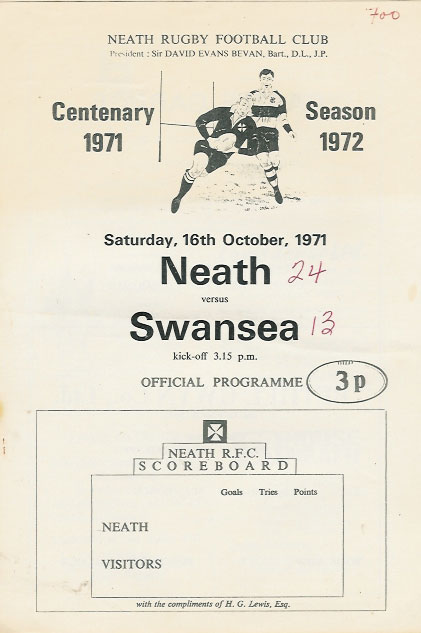 700
NEATH RUGBY FOOTBALL CLUB
President : Sir DAVID EVANS BEVAN, Bart., D.L., J.P.
Centenary Season
1971 1972
Saturday, 16th October, 1971
Neath 24
versus
Swansea 13
kick-off 3.15 p.m.
OFFICIAL PROGRAMME 3p
NEATH R.F.C.
SCOREBOARD
Goals Tries Points
NEATH
VISITORS
with the compliments of H. G. Lewis, Esq.